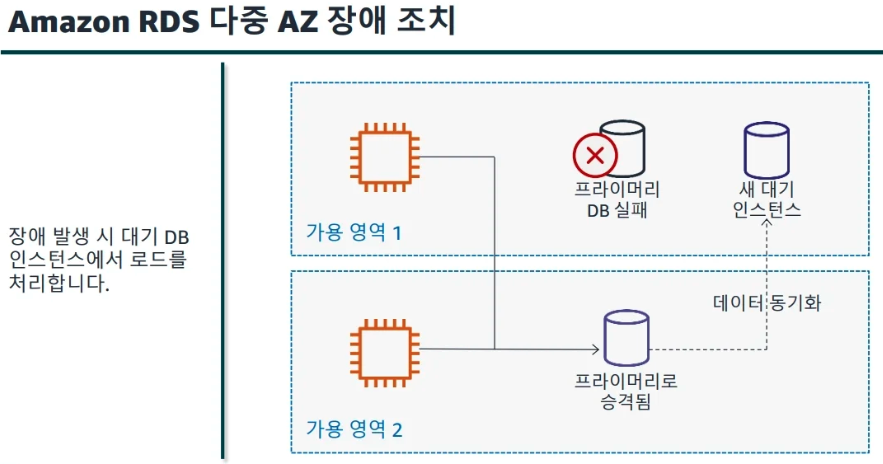 Amazon RDS 다중 AZ 장애 조치
장애 발생 시 대기 DB
인스턴스에서 로드를
처리합니다.
프라이머리
DB 실패
새 대기
인스턴스
가용 영역 1
데이터 동기화
프라이머리로
승격됨
가용 영역 2